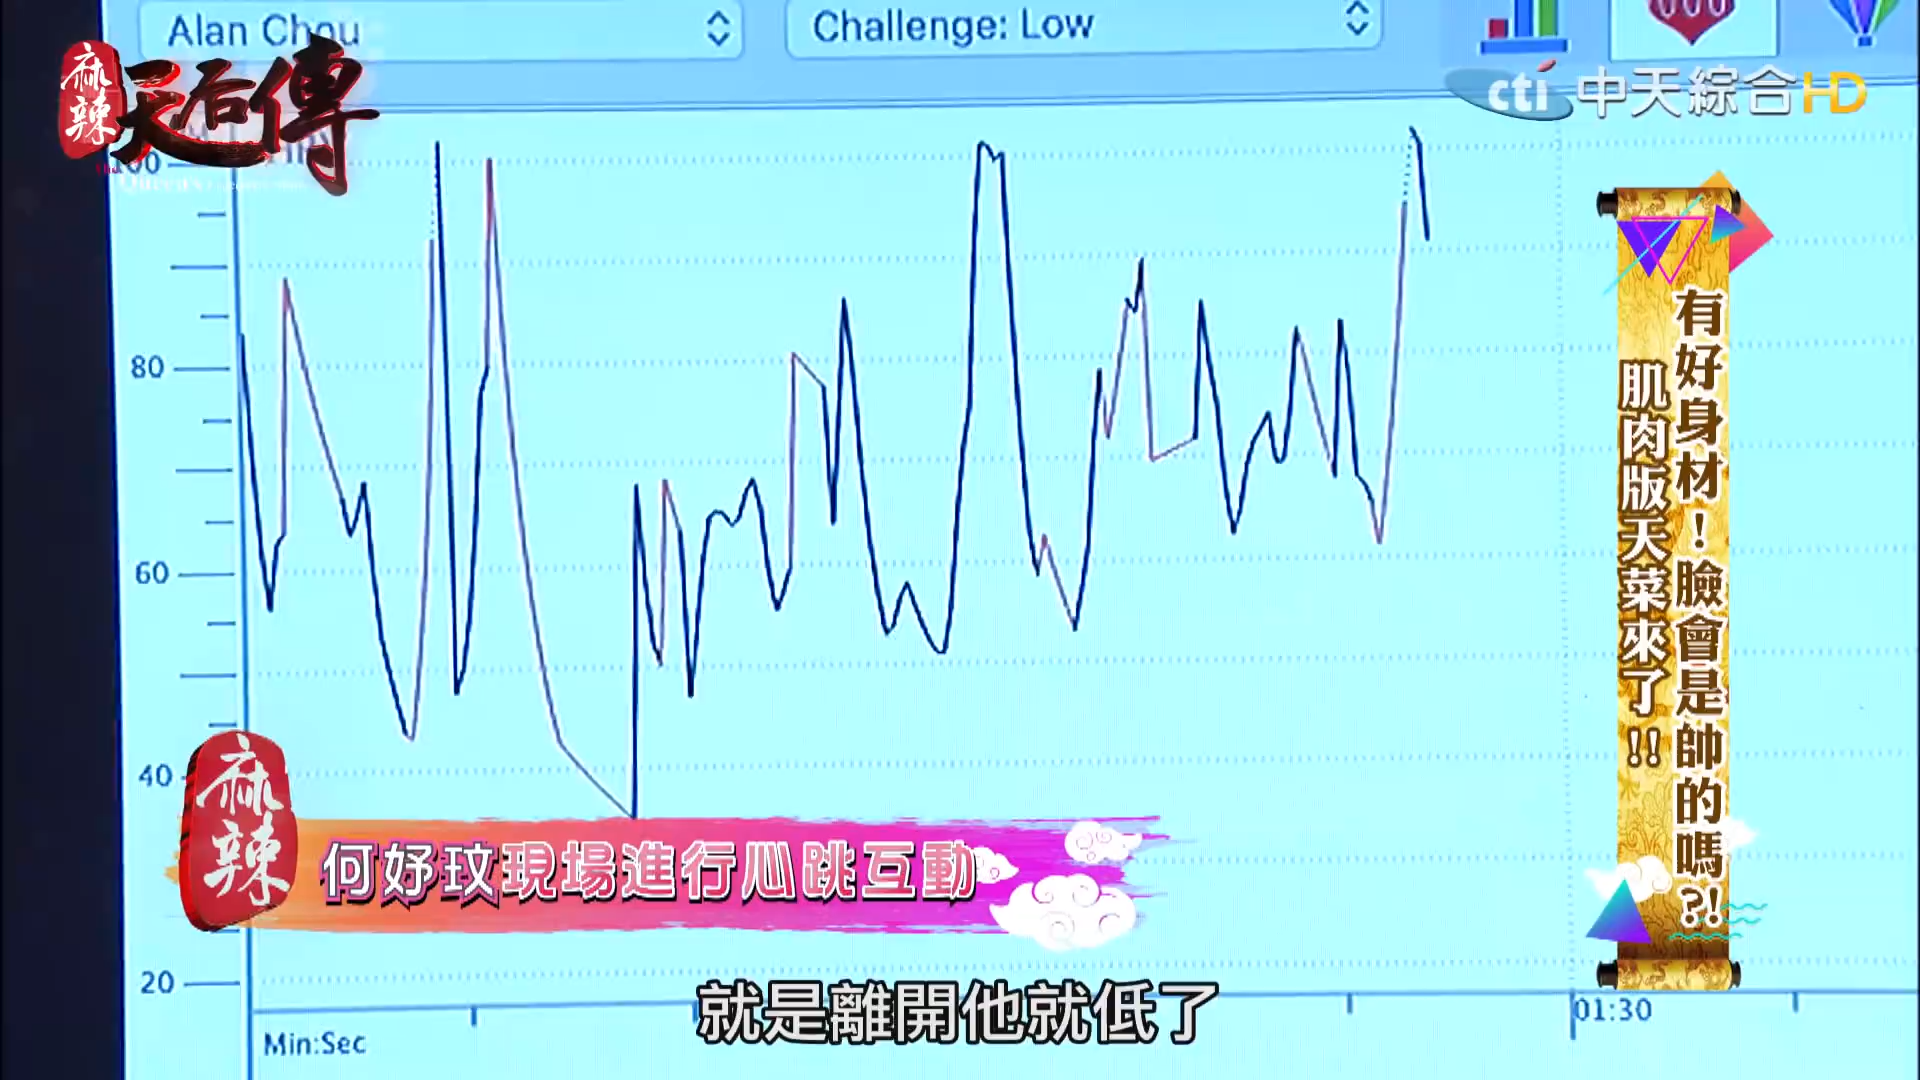 Alan Chou
Challenge: Low
麻辣
天后傳
cti 中天綜合HD
80
60
40
20
有好身材！臉會是帥的嗎?!
肌肉版天菜來了!!
麻辣
何妤玟現場進行心跳互動
就是離開他就低了
01:30
Min:Sec